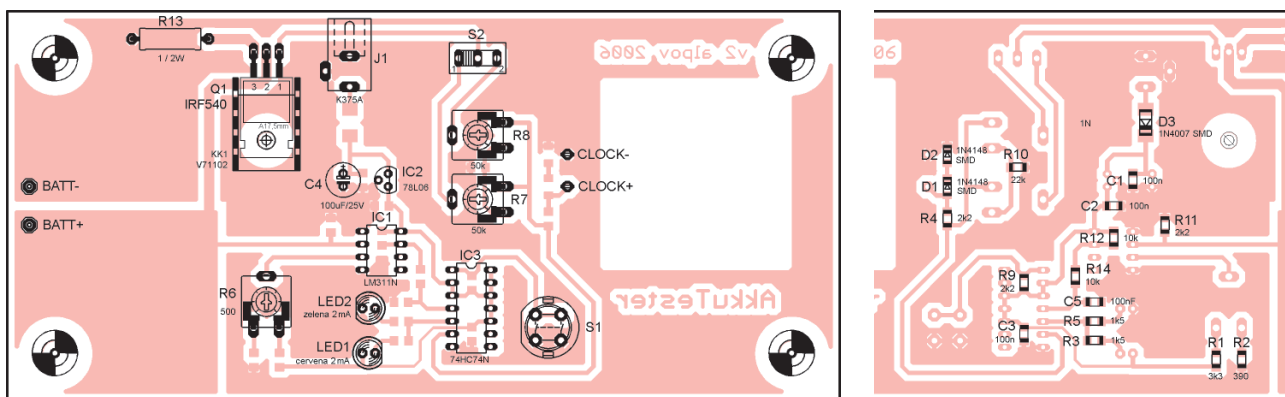 R13
1 / 2W
S2
v2 alpov 2006
1
2
J1
K375A
Q1
3 2 1
IRF540
A17,5mm
KK1
V71102
R8
50k
CLOCK-
CLOCK+
IC2
78L06
C4
100uF/25V
R7
50k
BATT-
BATT+
IC1
LM311N
IC3
74HC74N
R6
500
LED2
zelena 2mA
LED1
cervena 2mA
S1
AkkuTester
1N
D3
1N4007 SMD
D2
1N4148
SMD
D1
1N4148
SMD
R10
22k
R4
2k2
C1
100n
C2
100n
R11
2k2
R12
10k
R9
2k2
R14
10k
C5
100nF
R5
1k5
C3
100n
R3
1k5
R1
3k3
R2
390